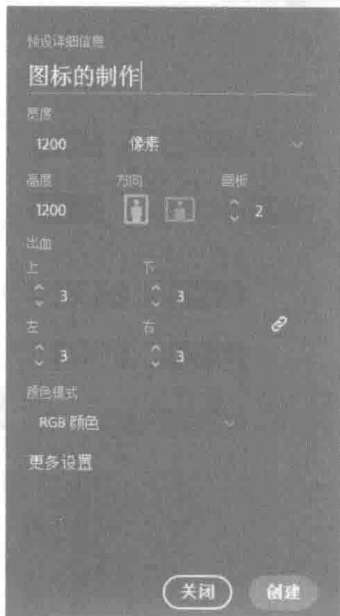 预设详细信息
图标的制作
宽度
1200 像素
高度 方向 画板
1200 2
出血
上 下
3 3
左 右
3 3
颜色模式
RGB 颜色
更多设置
关闭 创建